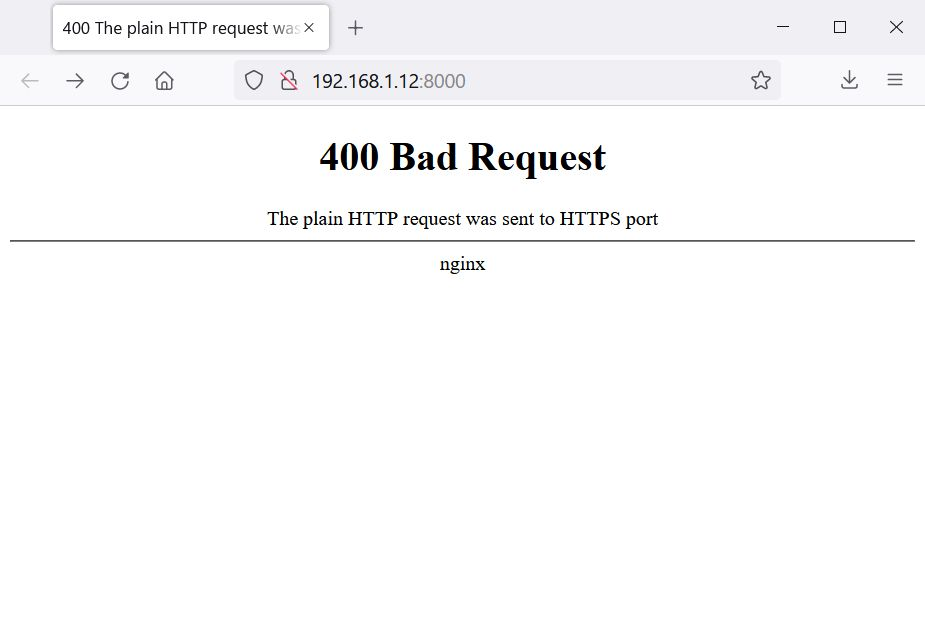 400 The plain HTTP request was
192.168.1.12:8000
400 Bad Request
The plain HTTP request was sent to HTTPS port
nginx